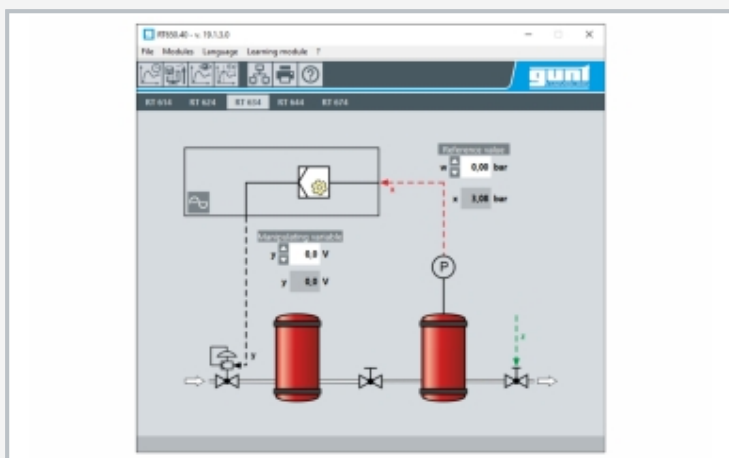 RT650.40 - v. 19.1.3.0
File Modules Language Learning module ?
gunt
RT 614 RT 624 RT 634 RT 644 RT 674
Reference value
w 0,00 bar
x
x 3,08 bar
Manipulating variable
y 0,0 V
P
y 0,0 V
y
z